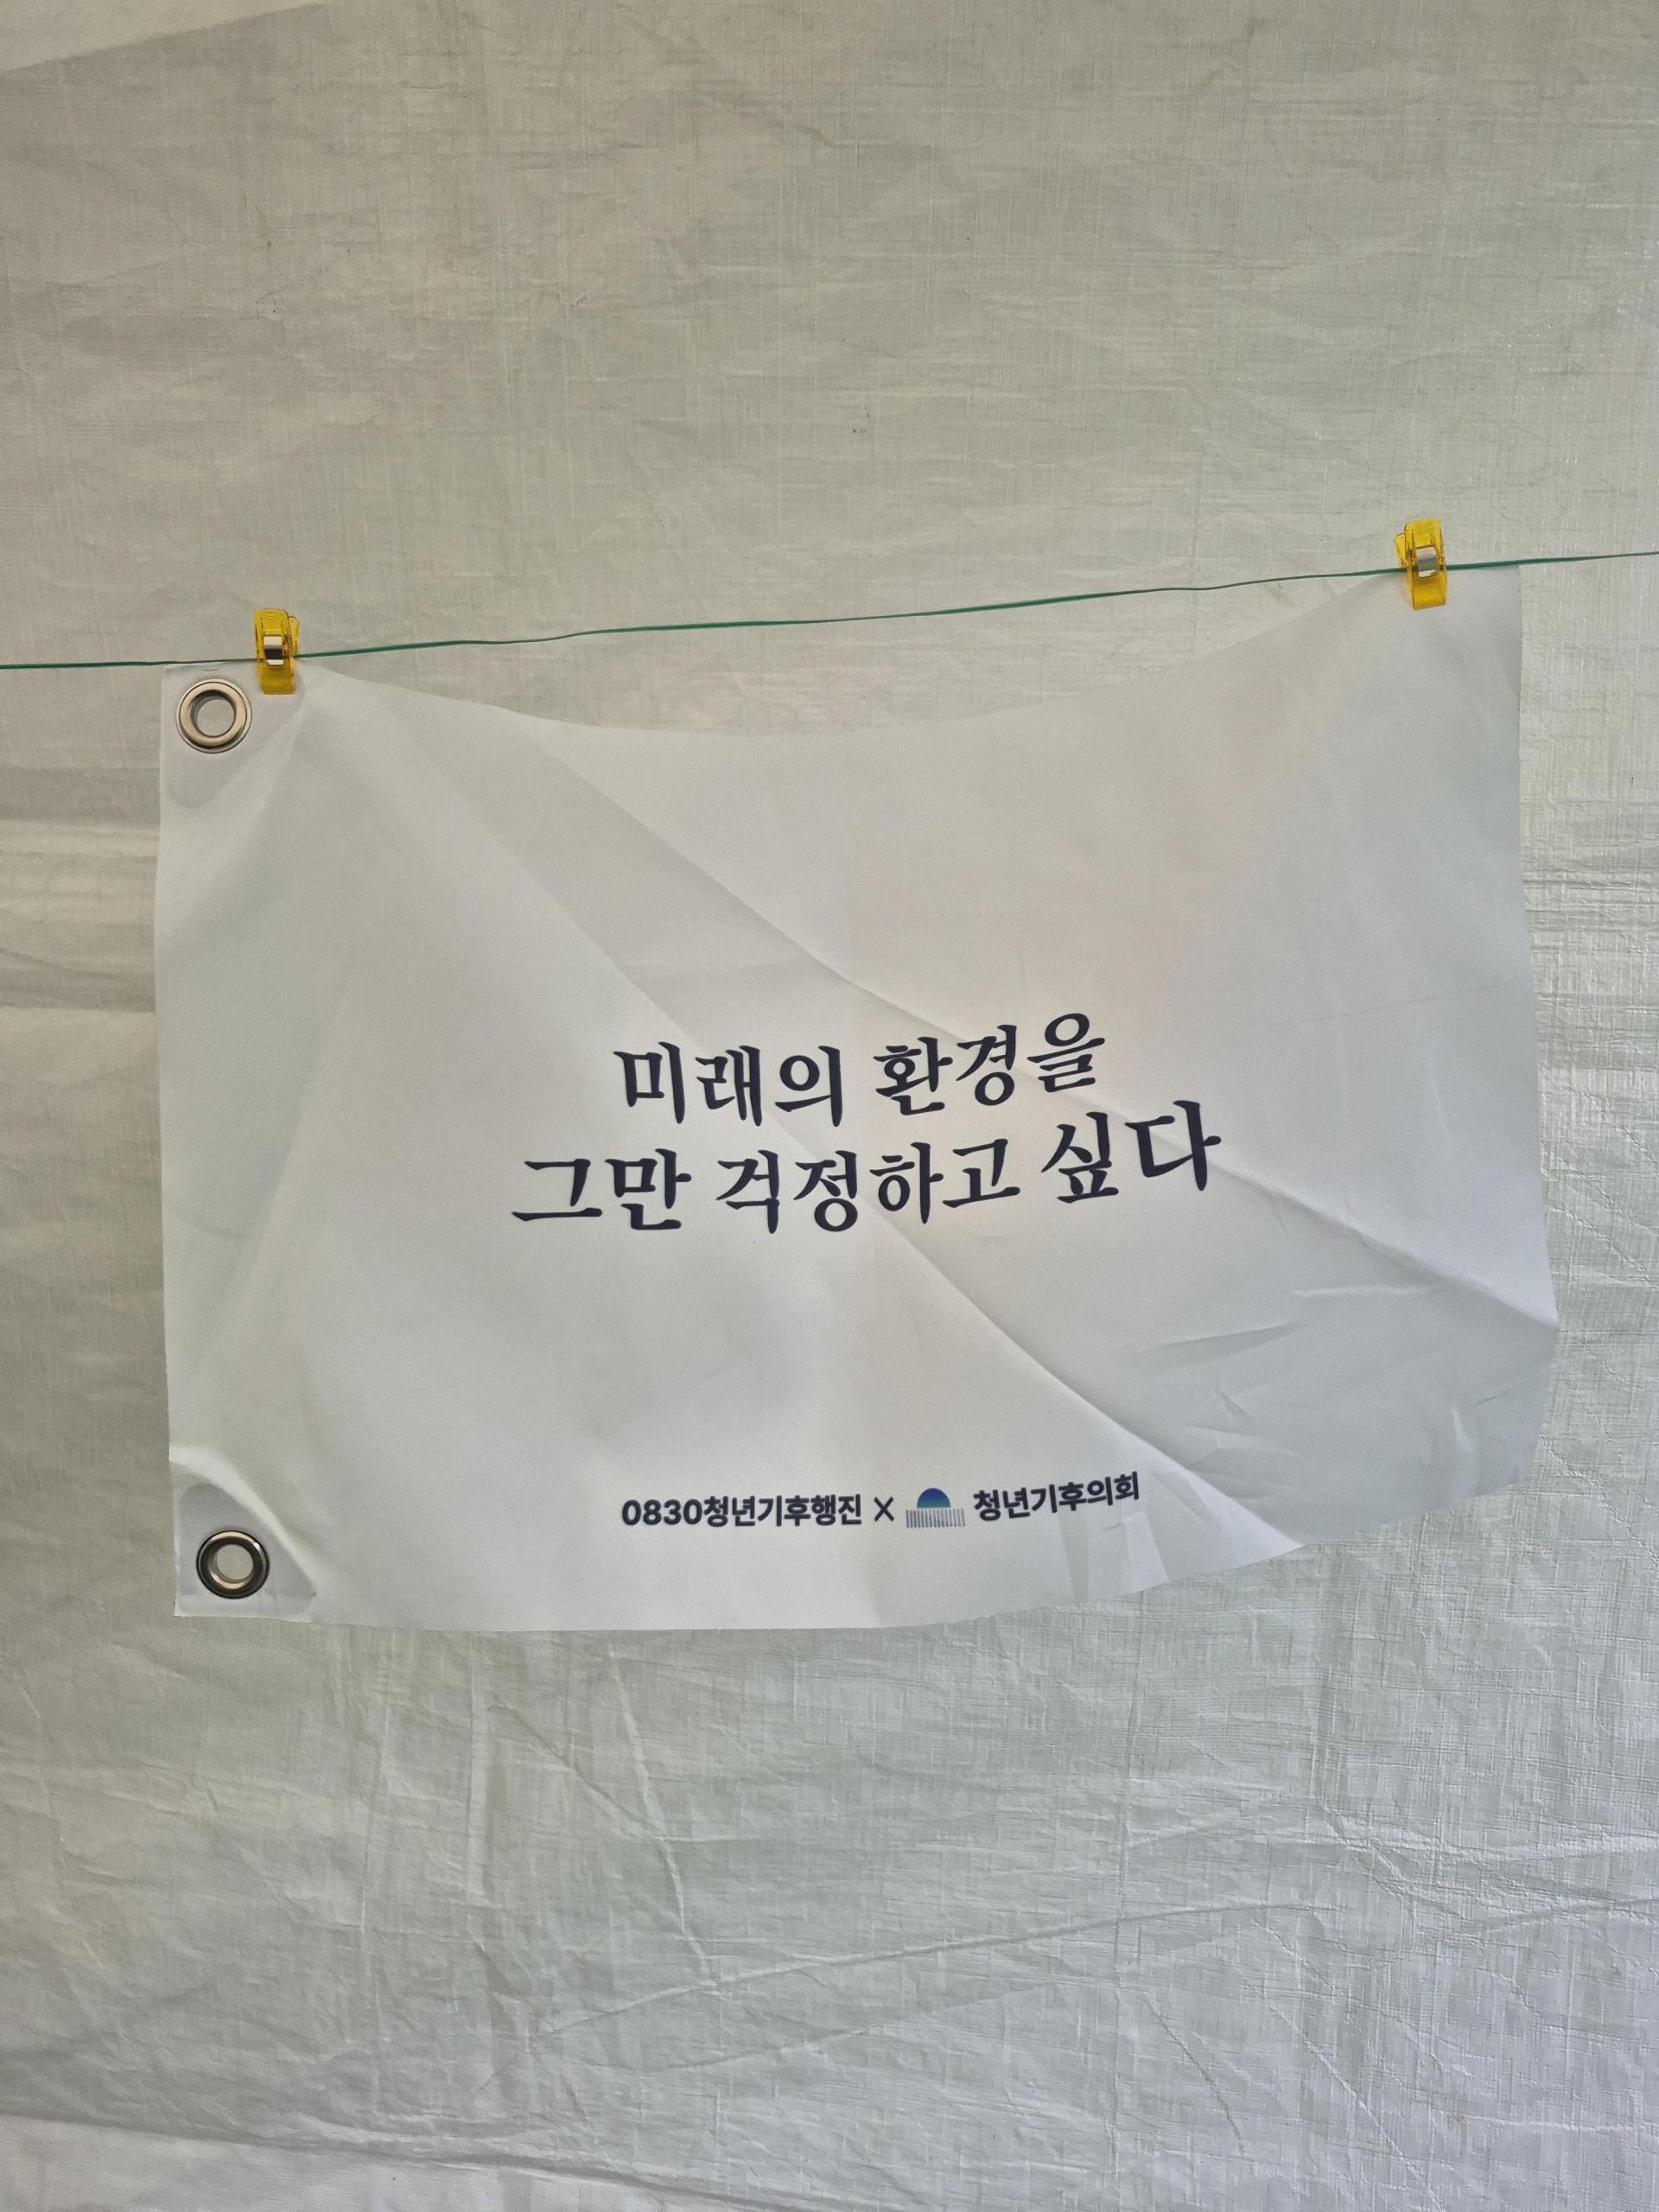 미래의 환경을
그만 걱정하고 싶다
0830청년기후행진 X 청년기후의회